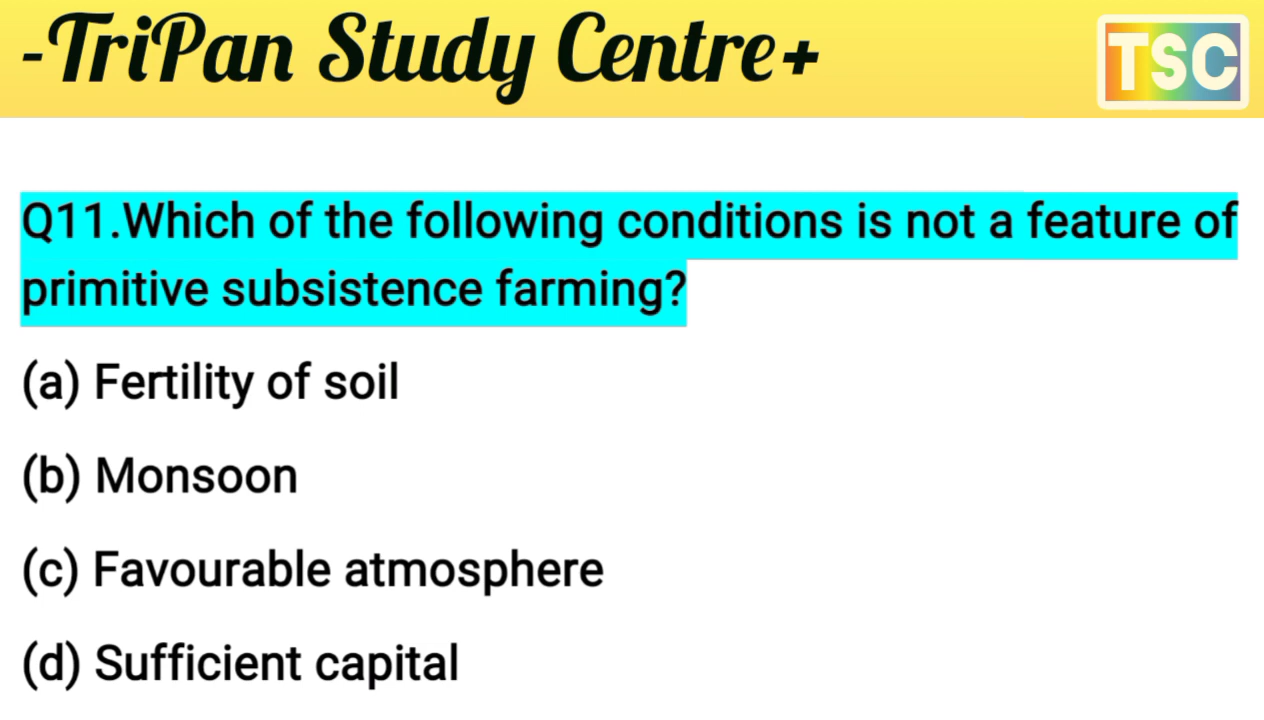 -TriPan Study Centre+
TSC
Q11.Which of the following conditions is not a feature of
primitive subsistence farming?
(a) Fertility of soil
(b) Monsoon
(c) Favourable atmosphere
(d) Sufficient capital